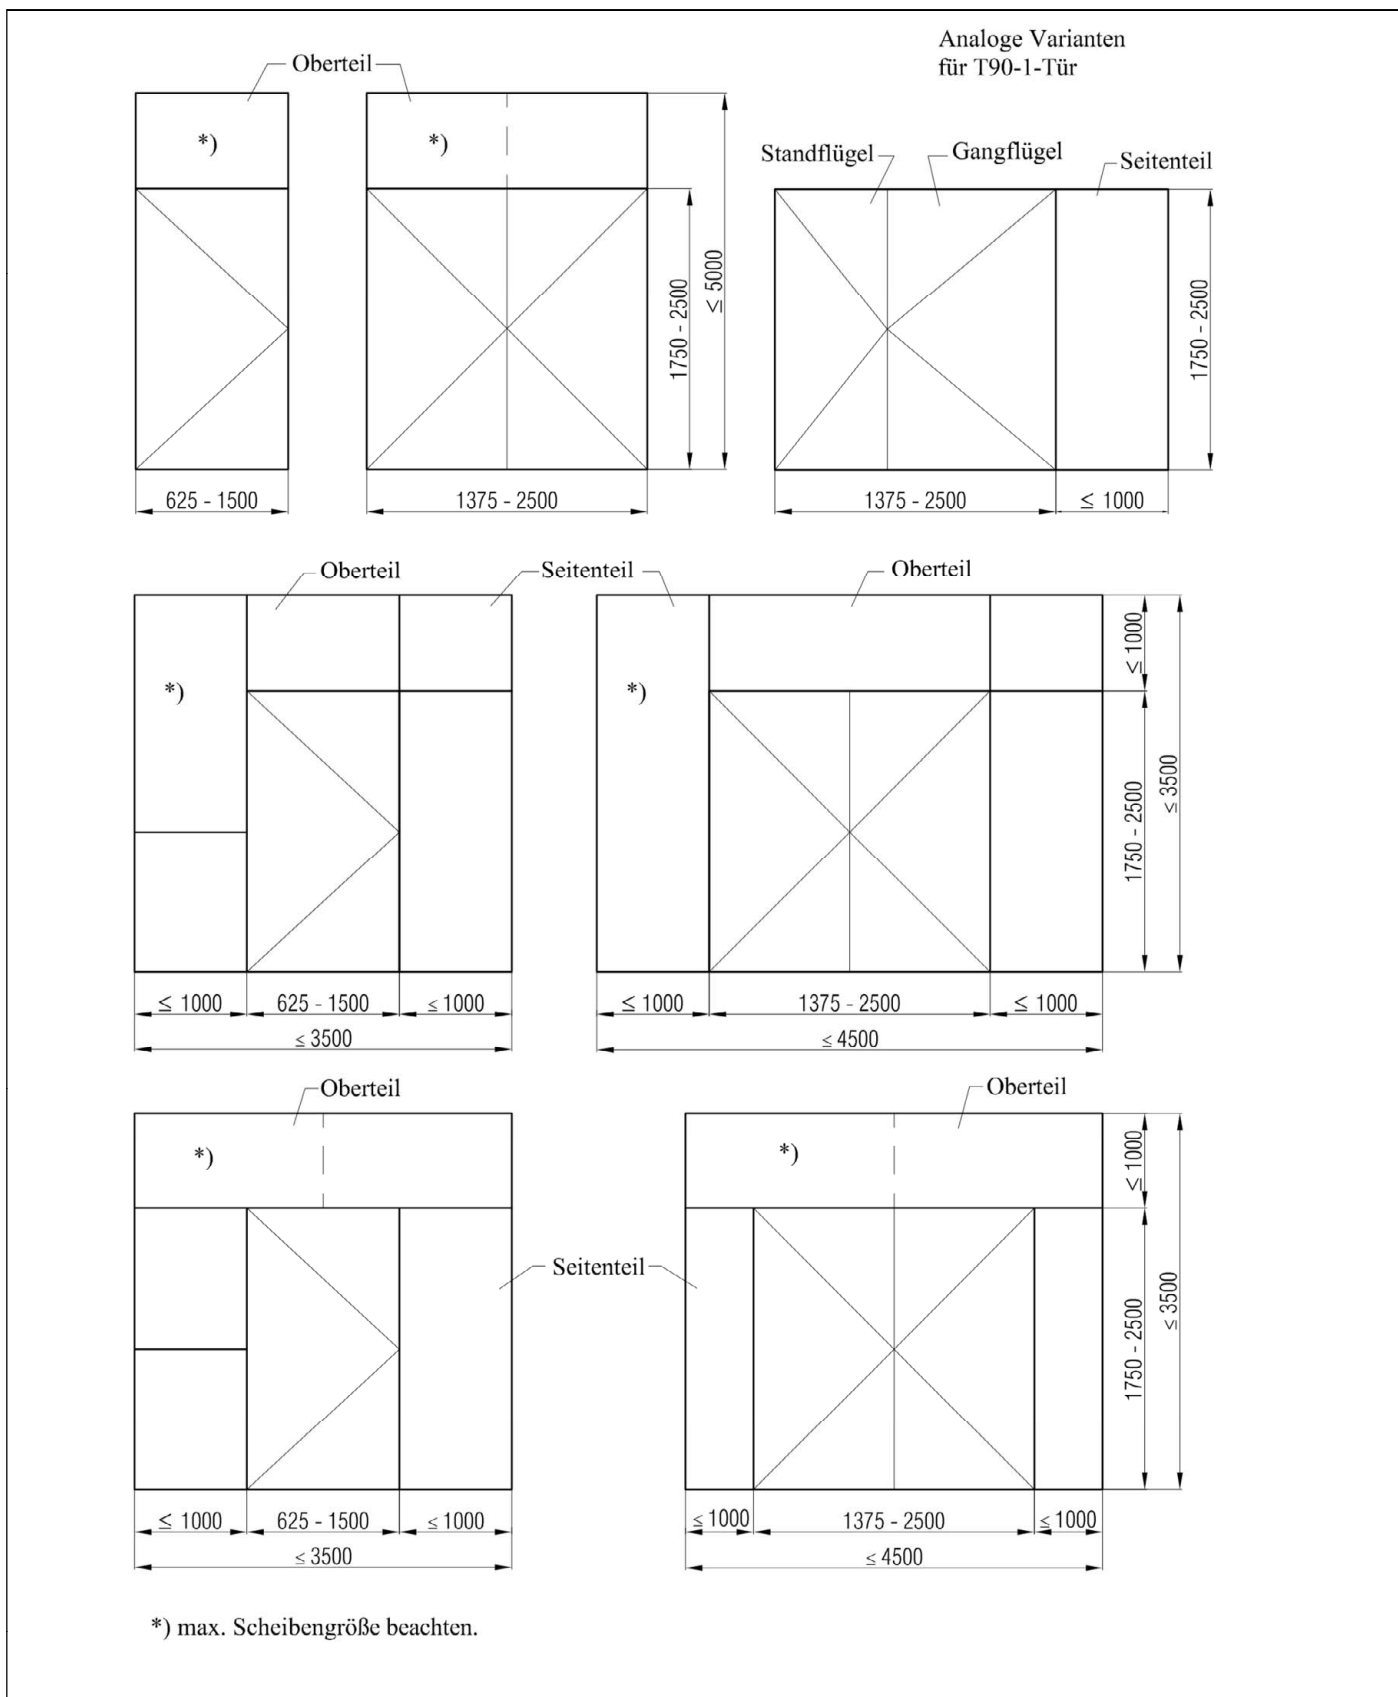 Analoge Varianten
für T90-1-Tür
Oberteil
*)
*)
Standflügel
Gangflügel
Seitenteil
1750 - 2500
≤ 5000
1750 - 2500
625 - 1500
1375 - 2500
1375 - 2500
≤ 1000
Oberteil
Seitenteil
Oberteil
*)
*)
≤ 1000
1750 - 2500
≤ 3500
≤ 1000
625 - 1500
≤ 1000
≤ 3500
≤ 1000
1375 - 2500
≤ 1000
≤ 4500
Oberteil
Oberteil
*)
*)
≤ 1000
Seitenteil
1750 - 2500
≤ 3500
≤ 1000
625 - 1500
≤ 1000
≤ 3500
≤ 1000
1375 - 2500
≤ 1000
≤ 4500
*) max. Scheibengröße beachten.